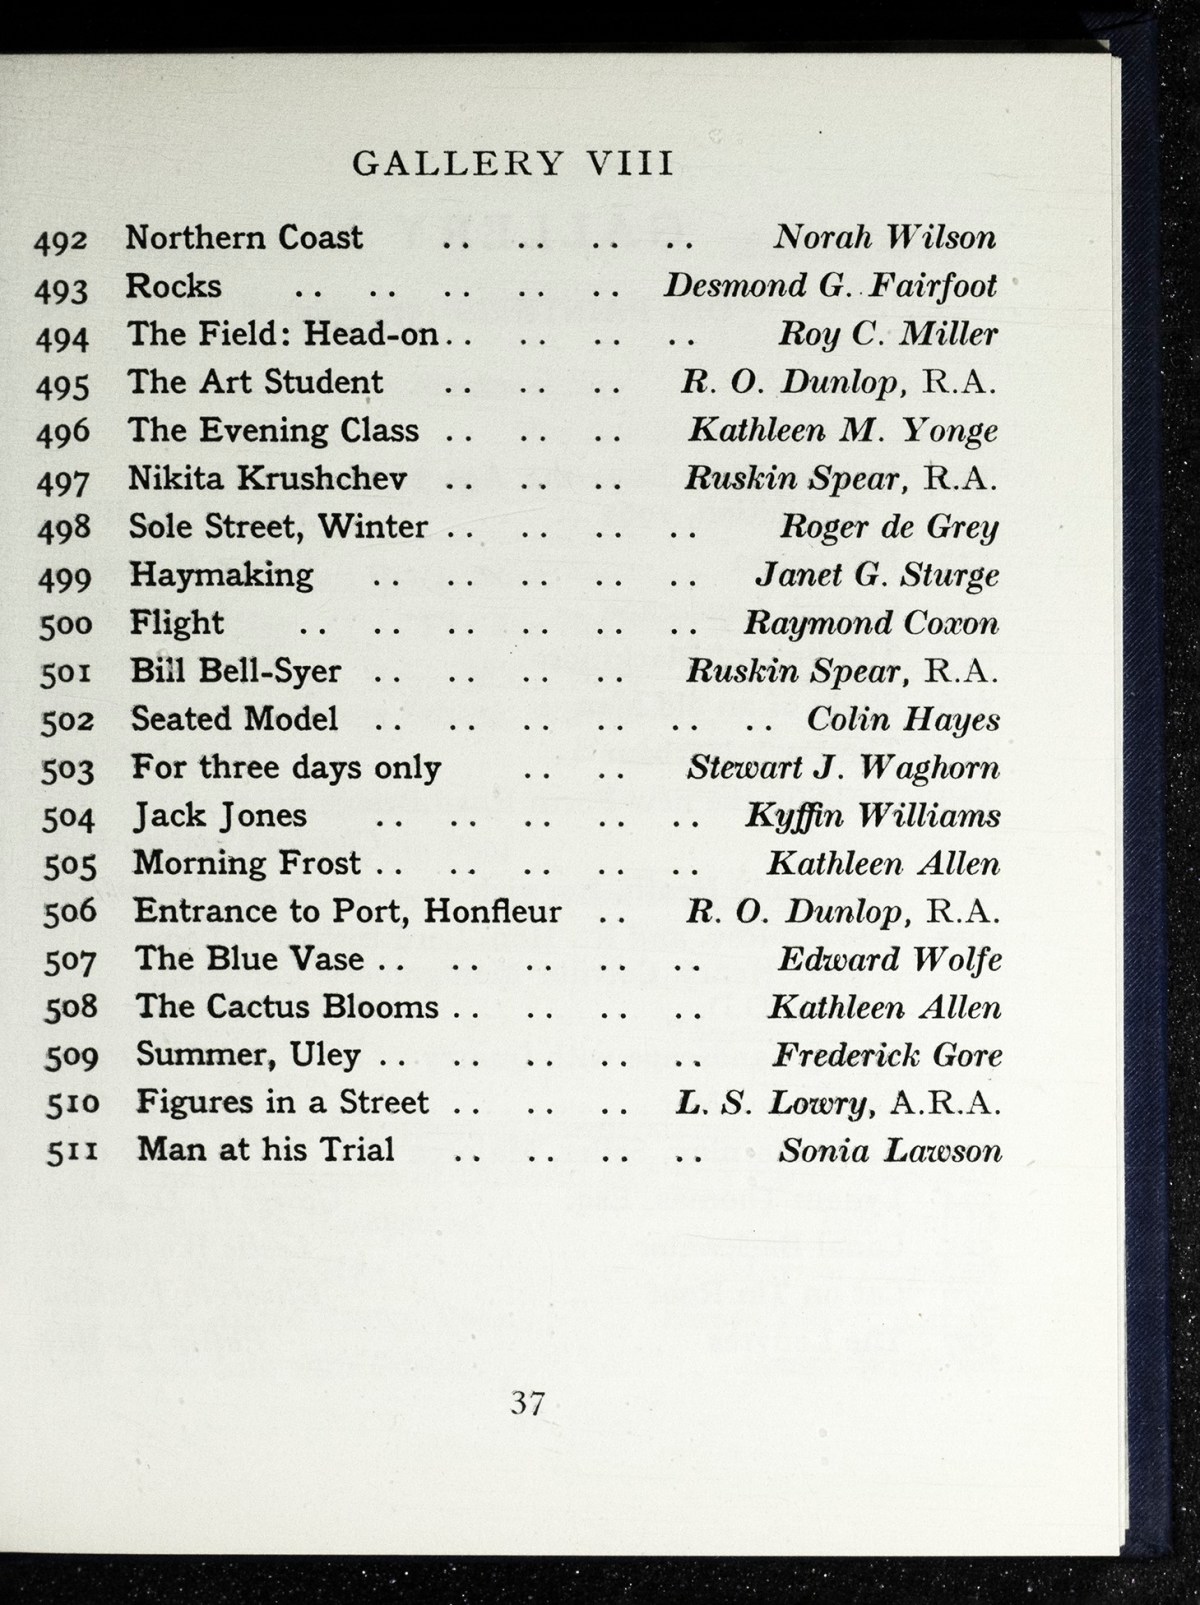 GALLERY VIII
492 Northern Coast .. .. .. .. Norah Wilson
493 Rocks .. .. .. .. .. Desmond G. Fairfoot
494 The Field: Head-on .. .. .. .. Roy C. Miller
495 The Art Student .. .. .. R. O. Dunlop, R.A.
496 The Evening Class .. .. .. Kathleen M. Yonge
497 Nikita Krushchev .. .. .. Ruskin Spear, R.A.
498 Sole Street, Winter .. .. .. .. Roger de Grey
499 Haymaking .. .. .. .. .. Janet G. Sturge
500 Flight .. .. .. .. .. .. Raymond Coxon
501 Bill Bell-Syer .. .. .. .. Ruskin Spear, R.A.
502 Seated Model .. .. .. .. .. .. Colin Hayes
503 For three days only .. .. Stewart J. Waghorn
504 Jack Jones .. .. .. .. .. Kyffin Williams
505 Morning Frost .. .. .. .. .. Kathleen Allen
506 Entrance to Port, Honfleur .. R. O. Dunlop, R.A.
507 The Blue Vase .. .. .. .. .. Edward Wolfe
508 The Cactus Blooms .. .. .. .. Kathleen Allen
509 Summer, Uley .. .. .. .. .. Frederick Gore
510 Figures in a Street .. .. .. L. S. Lowry, A.R.A.
511 Man at his Trial .. .. .. .. Sonia Lawson
37